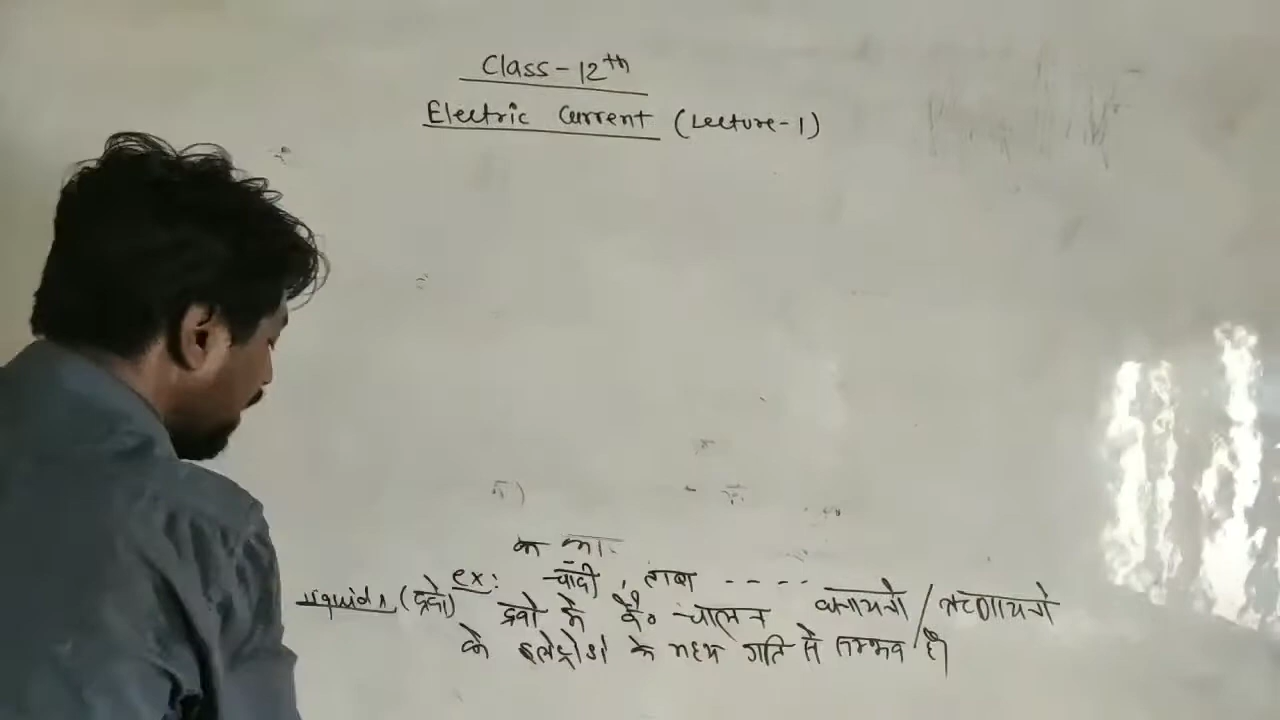 Class-12th
Electric Current (Lecture-1)
ex: चाँदी, तांबा ----
Liquids (द्रवो) द्रवो मे वै० चालन धनायनो / ऋणायनो
के इलेट्रोडो के मध्य गति से सम्भव है।